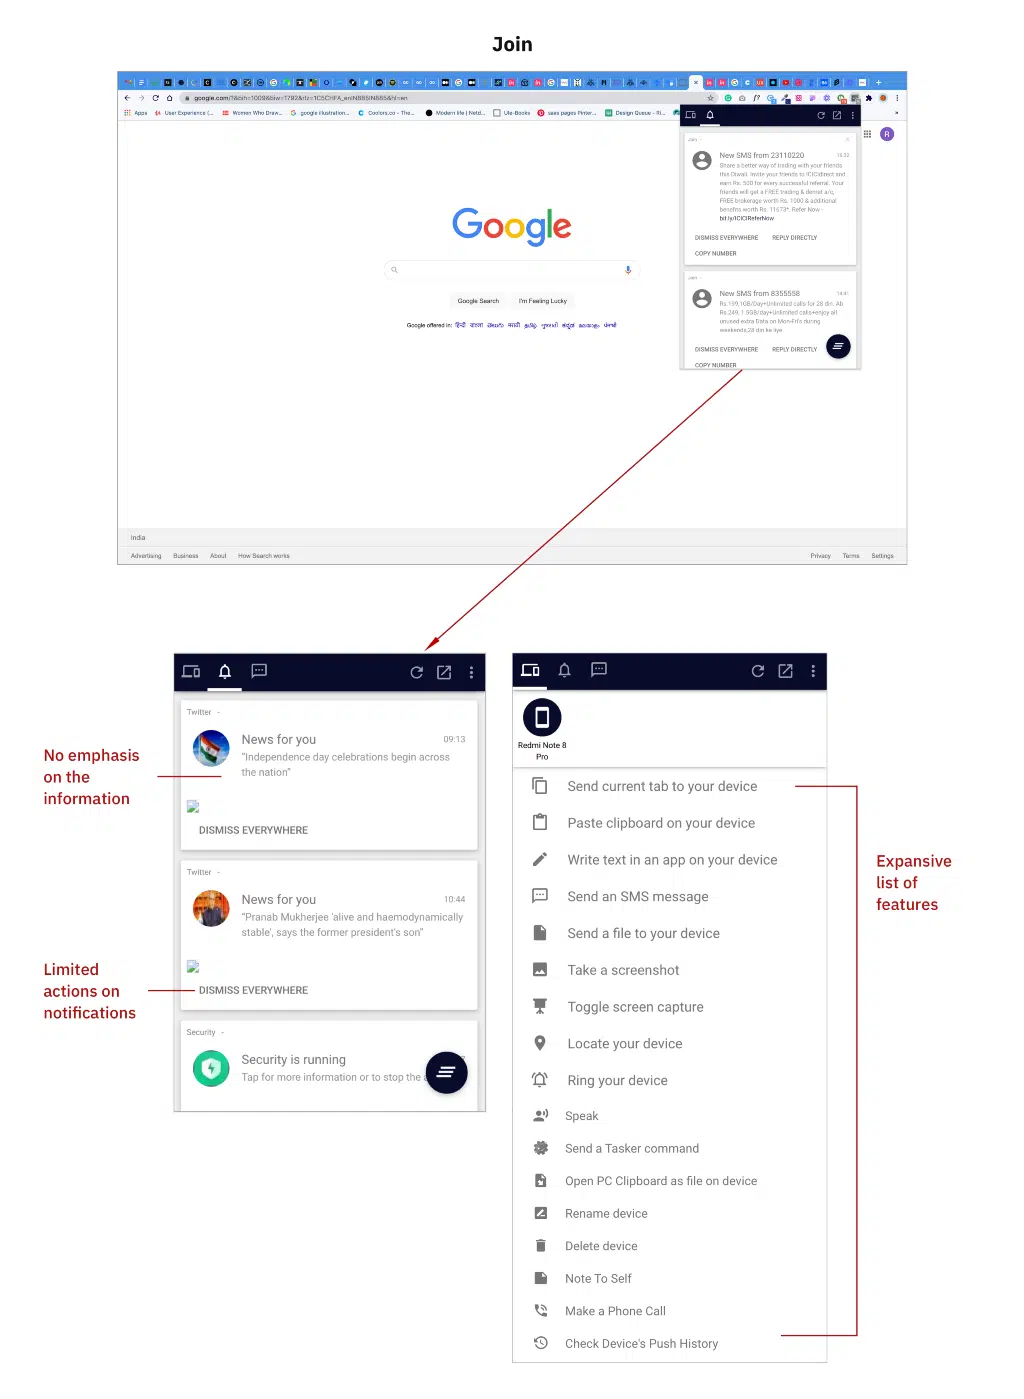 Join
google.com/?&bih=1009&biw=1792&rlz=1C5CHFA_enIN885IN885&hl=en
Apps
User Experience (...
Women Who Draw...
google illustration...
Coolors.co - The...
Modern life | Netd...
Ute-Books
saas pages Pinter...
Design Queue - Ri...
R
Join -
New SMS from 23110220
Share a better way of trading with your friends
this Diwali. Invite your friends to ICICIdirect and
earn Rs. 500 for every successful referral. Your
friends will get a FREE trading & demat a/c,
FREE brokerage worth Rs. 1000 & additional
benefits worth Rs. 11673*. Refer Now -
bit.ly/ICICIReferNow
DISMISS EVERYWHERE REPLY DIRECTLY
COPY NUMBER
Join -
New SMS from 8355558
14:41
Rs.199,1GB/Day+Unlimited calls for 28 din. Ab
Rs.249, 1.5GB/day+Unlimited calls+enjoy all
unused extra Data on Mon-Fri's during
weekends,28 din ke liye.
DISMISS EVERYWHERE REPLY DIRECTLY
COPY NUMBER
Google
Google Search I'm Feeling Lucky
Google offered in: हिन्दी বাংলা తెలుగు मराठी தமிழ் ગુજરાતી ಕನ್ನಡ മലയാളം ਪੰਜਾਬੀ
India
Advertising Business About How Search works Privacy Terms Settings
No emphasis
on the
information
Limited
actions on
notifications
Twitter -
News for you 09:13
“Independence day celebrations begin across
the nation”
DISMISS EVERYWHERE
Twitter -
News for you 10:44
“Pranab Mukherjee 'alive and haemodynamically
stable', says the former president's son”
DISMISS EVERYWHERE
Security -
Security is running
Tap for more information or to stop the
Redmi Note 8
Pro
Send current tab to your device
Paste clipboard on your device
Write text in an app on your device
Send an SMS message
Send a file to your device
Take a screenshot
Toggle screen capture
Locate your device
Ring your device
Speak
Send a Tasker command
Open PC Clipboard as file on device
Rename device
Delete device
Note To Self
Make a Phone Call
Check Device's Push History
Expansive
list of
features